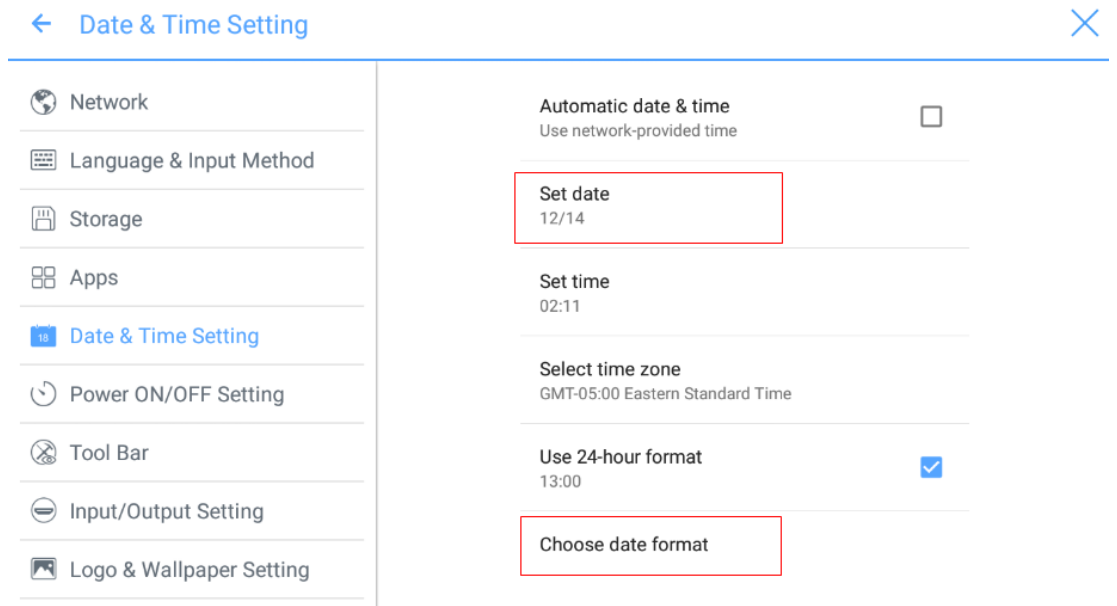 Date & Time Setting
Network
Language & Input Method
Storage
Apps
18
Date & Time Setting
Power ON/OFF Setting
Tool Bar
Input/Output Setting
Logo & Wallpaper Setting
Automatic date & time
Use network-provided time
Set date
12/14
Set time
02:11
Select time zone
GMT-05:00 Eastern Standard Time
Use 24-hour format
13:00
Choose date format